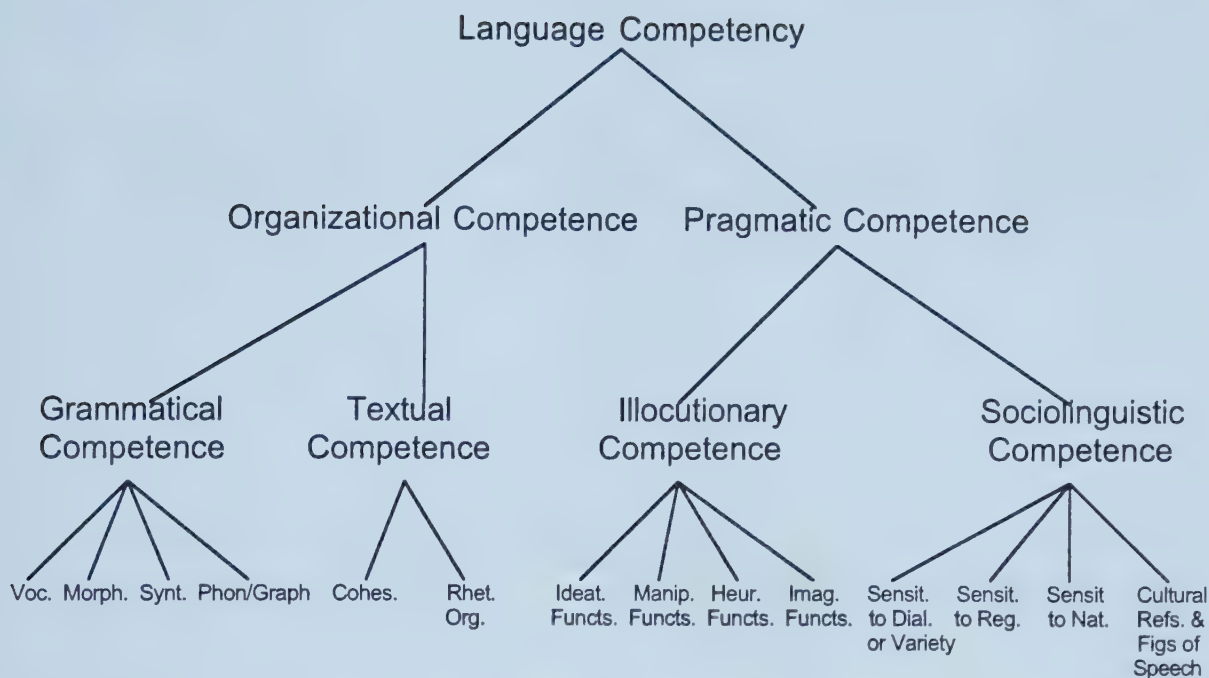 Language Competency
Organizational Competence
Pragmatic Competence
Grammatical
Competence
Textual
Competence
Illocutionary
Competence
Sociolinguistic
Competence
Voc.
Morph.
Synt.
Phon/Graph
Cohes.
Rhet.
Org.
Ideat.
Functs.
Manip.
Functs.
Heur.
Functs.
Imag.
Functs.
Sensit.
to Dial.
or Variety
Sensit.
to Reg.
Sensit
to Nat.
Cultural
Refs. &
Figs of
Speech